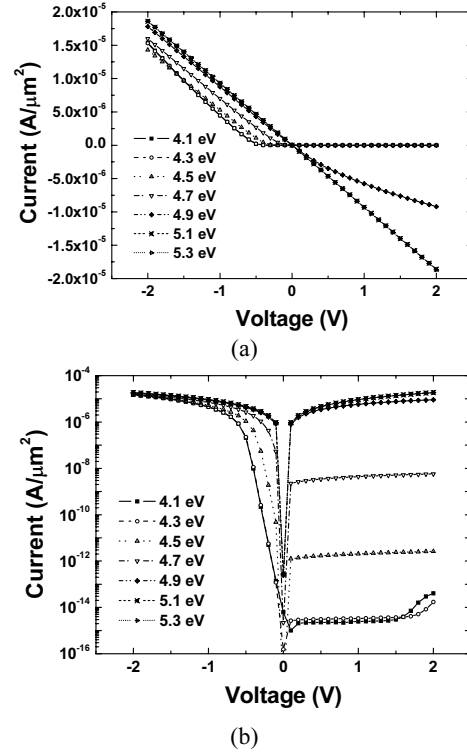 2.0x10⁻⁵
1.5x10⁻⁵
1.0x10⁻⁵
5.0x10⁻⁶
0.0
-5.0x10⁻⁶
-1.0x10⁻⁵
-1.5x10⁻⁵
-2.0x10⁻⁵
Current (A/μm²)
4.1 eV
4.3 eV
4.5 eV
4.7 eV
4.9 eV
5.1 eV
5.3 eV
-2 -1 0 1 2
Voltage (V)
(a)
10⁻⁴
10⁻⁶
10⁻⁸
10⁻¹⁰
10⁻¹²
10⁻¹⁴
10⁻¹⁶
Current (A/μm²)
4.1 eV
4.3 eV
4.5 eV
4.7 eV
4.9 eV
5.1 eV
5.3 eV
-2 -1 0 1 2
Voltage (V)
(b)